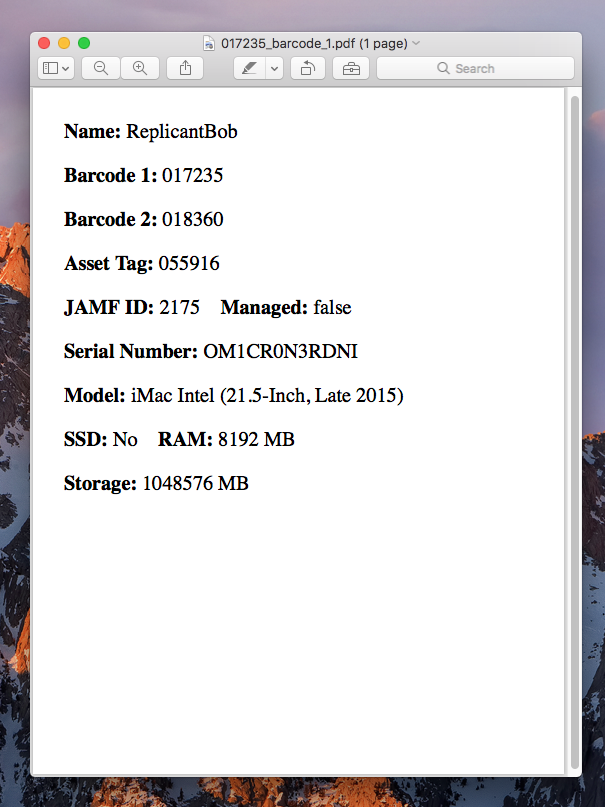 017235_barcode_1.pdf (1 page)
Search
Name: ReplicantBob
Barcode 1: 017235
Barcode 2: 018360
Asset Tag: 055916
JAMF ID: 2175 Managed: false
Serial Number: OM1CR0N3RDNI
Model: iMac Intel (21.5-Inch, Late 2015)
SSD: No RAM: 8192 MB
Storage: 1048576 MB